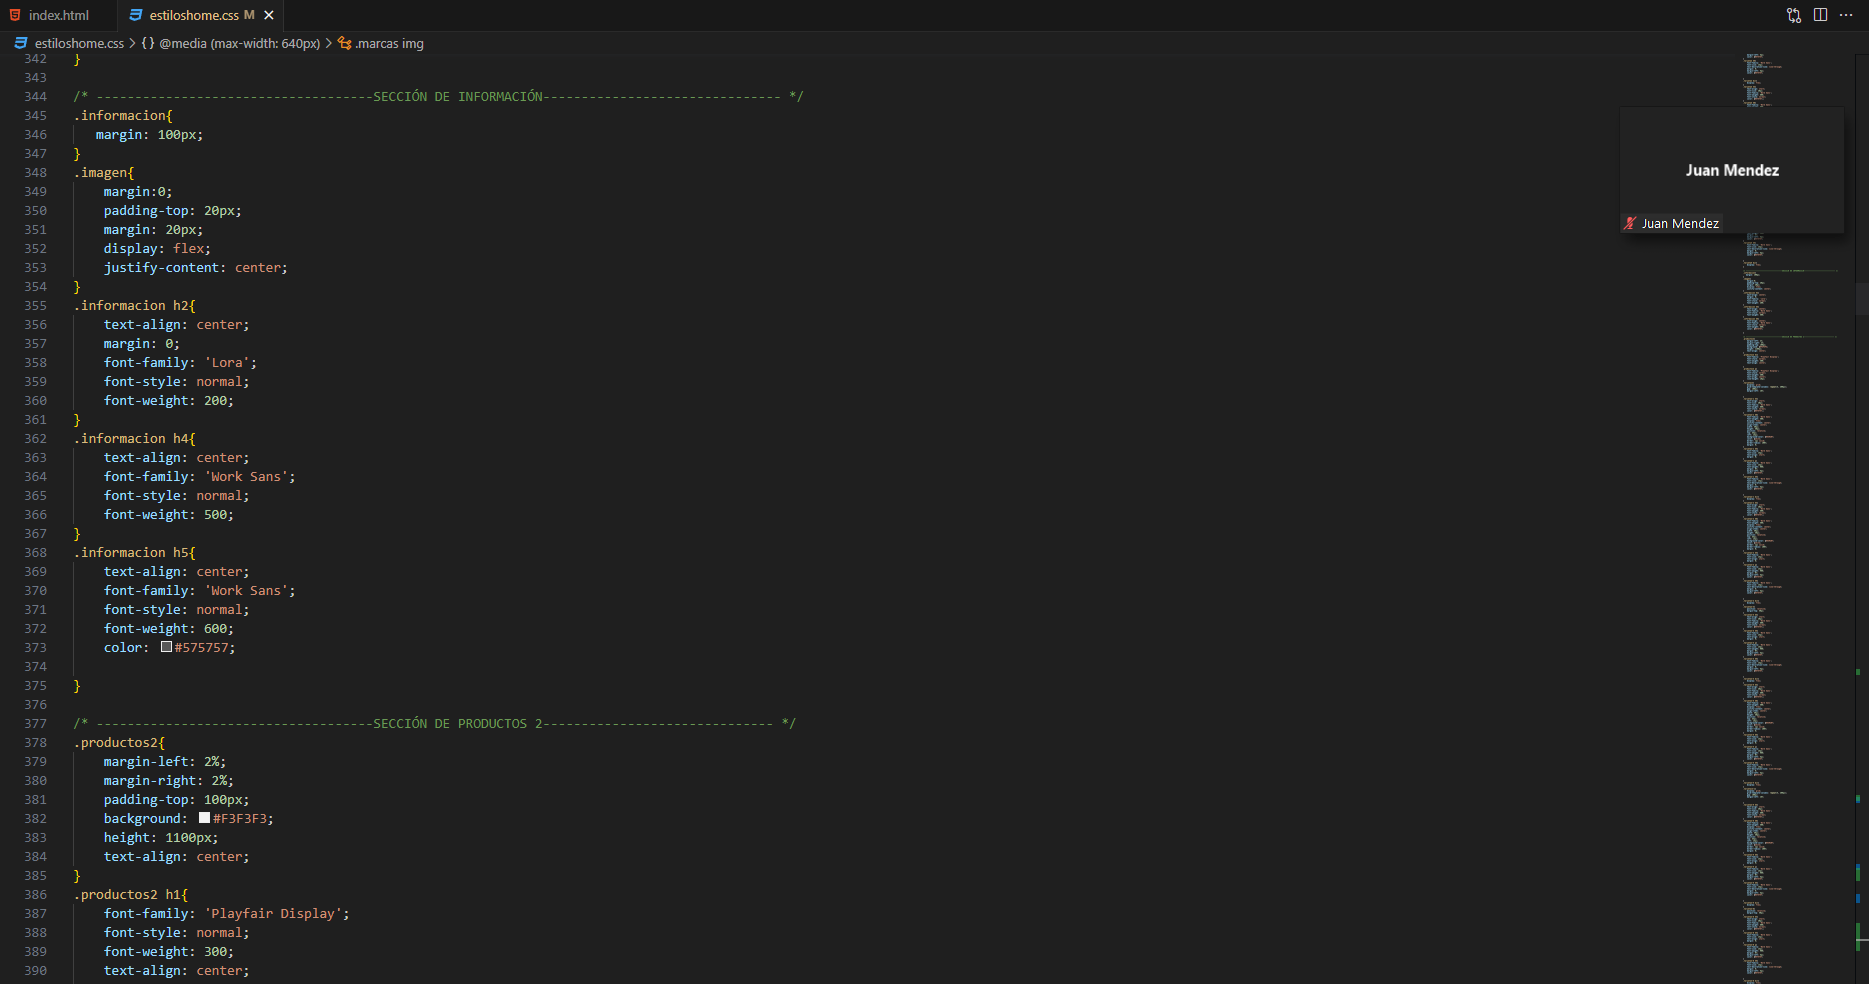 index.html
estiloshome.css M
estiloshome.css > {} @media (max-width: 640px) > .marcas img
342 }
343
344 /* ------------------------------------SECCIÓN DE INFORMACIÓN------------------------------- */
345 .informacion{
346 margin: 100px;
347 }
348 .imagen{
349 margin:0;
350 padding-top: 20px;
351 margin: 20px;
352 display: flex;
353 justify-content: center;
354 }
355 .informacion h2{
356 text-align: center;
357 margin: 0;
358 font-family: 'Lora';
359 font-style: normal;
360 font-weight: 200;
361 }
362 .informacion h4{
363 text-align: center;
364 font-family: 'Work Sans';
365 font-style: normal;
366 font-weight: 500;
367 }
368 .informacion h5{
369 text-align: center;
370 font-family: 'Work Sans';
371 font-style: normal;
372 font-weight: 600;
373 color: #575757;
374
375 }
376
377 /* ------------------------------------SECCIÓN DE PRODUCTOS 2------------------------------ */
378 .productos2{
379 margin-left: 2%;
380 margin-right: 2%;
381 padding-top: 100px;
382 background: #F3F3F3;
383 height: 1100px;
384 text-align: center;
385 }
386 .productos2 h1{
387 font-family: 'Playfair Display';
388 font-style: normal;
389 font-weight: 300;
390 text-align: center;
Juan Mendez
Juan Mendez